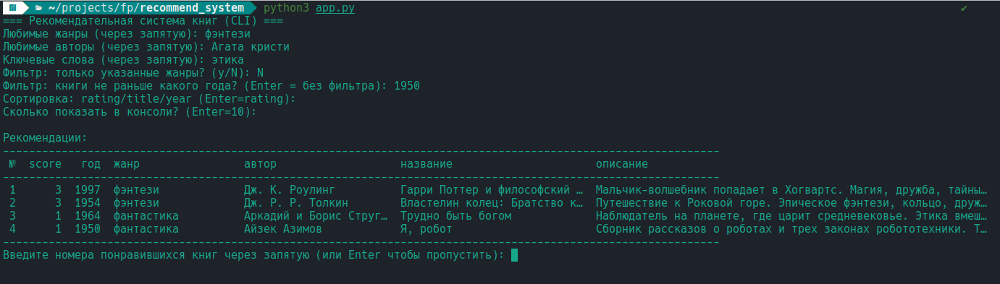 ~/projects/fp/recommend_system python3 app.py ✔
=== Рекомендательная система книг (CLI) ===
Любимые жанры (через запятую): фэнтези
Любимые авторы (через запятую): Агата кристи
Ключевые слова (через запятую): этика
Фильтр: только указанные жанры? (y/N): N
Фильтр: книги не раньше какого года? (Enter = без фильтра): 1950
Сортировка: rating/title/year (Enter=rating):
Сколько показать в консоли? (Enter=10):
Рекомендации:
--------------------------------------------------------------------------------------------------------------
№ score год жанр автор название описание
--------------------------------------------------------------------------------------------------------------
1 3 1997 фэнтези Дж. К. Роулинг Гарри Поттер и философский … Мальчик-волшебник попадает в Хогвартс. Магия, дружба, тайны…
2 3 1954 фэнтези Дж. Р. Р. Толкин Властелин колец: Братство к… Путешествие к Роковой горе. Эпическое фэнтези, кольцо, друж…
3 1 1964 фантастика Аркадий и Борис Струг… Трудно быть богом Наблюдатель на планете, где царит средневековье. Этика вмеш…
4 1 1950 фантастика Айзек Азимов Я, робот Сборник рассказов о роботах и трех законах робототехники. Т…
--------------------------------------------------------------------------------------------------------------
Введите номера понравившихся книг через запятую (или Enter чтобы пропустить):